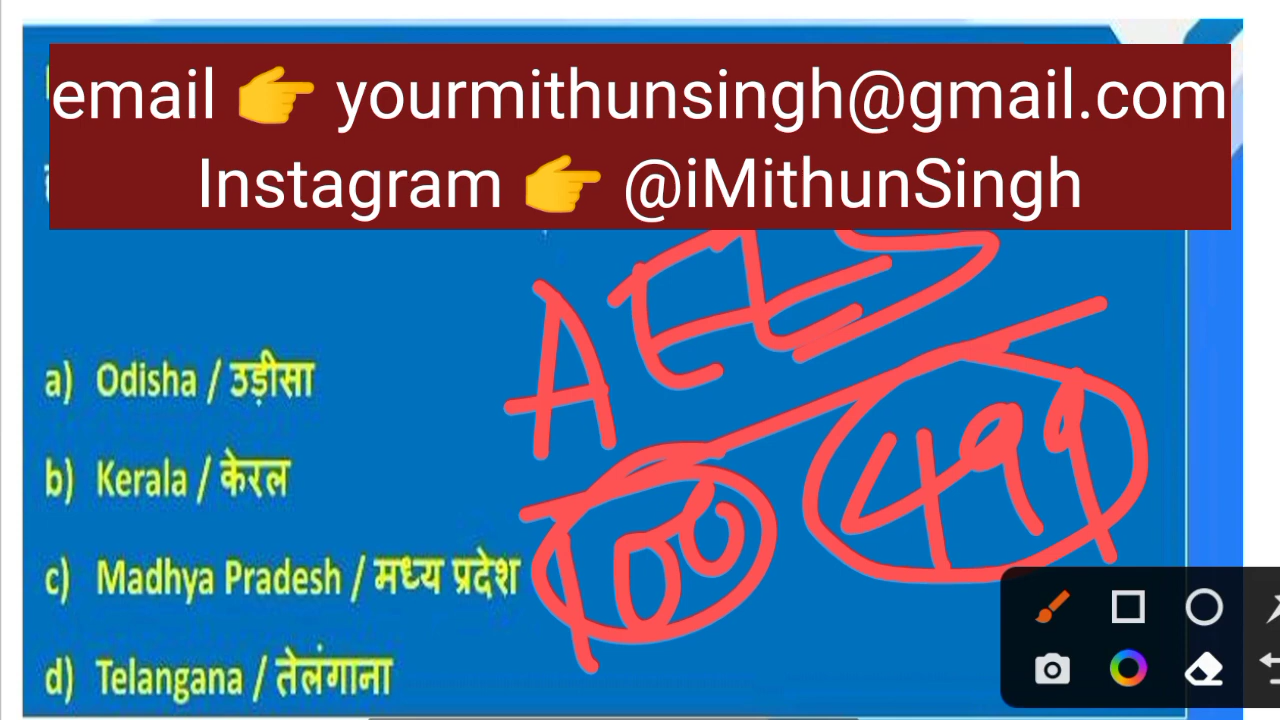 email 👉 yourmithunsingh@gmail.com
Instagram 👉 @iMithunSingh
a) Odisha / उड़ीसा
b) Kerala / केरल
c) Madhya Pradesh / मध्य प्रदेश
d) Telangana / तेलंगाना
100
499